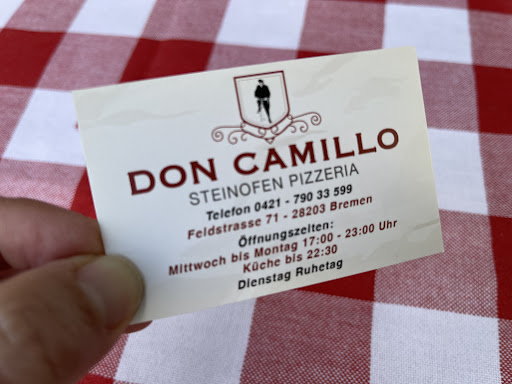 DON CAMILLO
STEINOFEN PIZZERIA
Telefon 0421 - 790 33 599
Feldstrasse 71 - 28203 Bremen
Öffnungszeiten:
Mittwoch bis Montag 17:00 - 23:00 Uhr
Küche bis 22:30
Dienstag Ruhetag